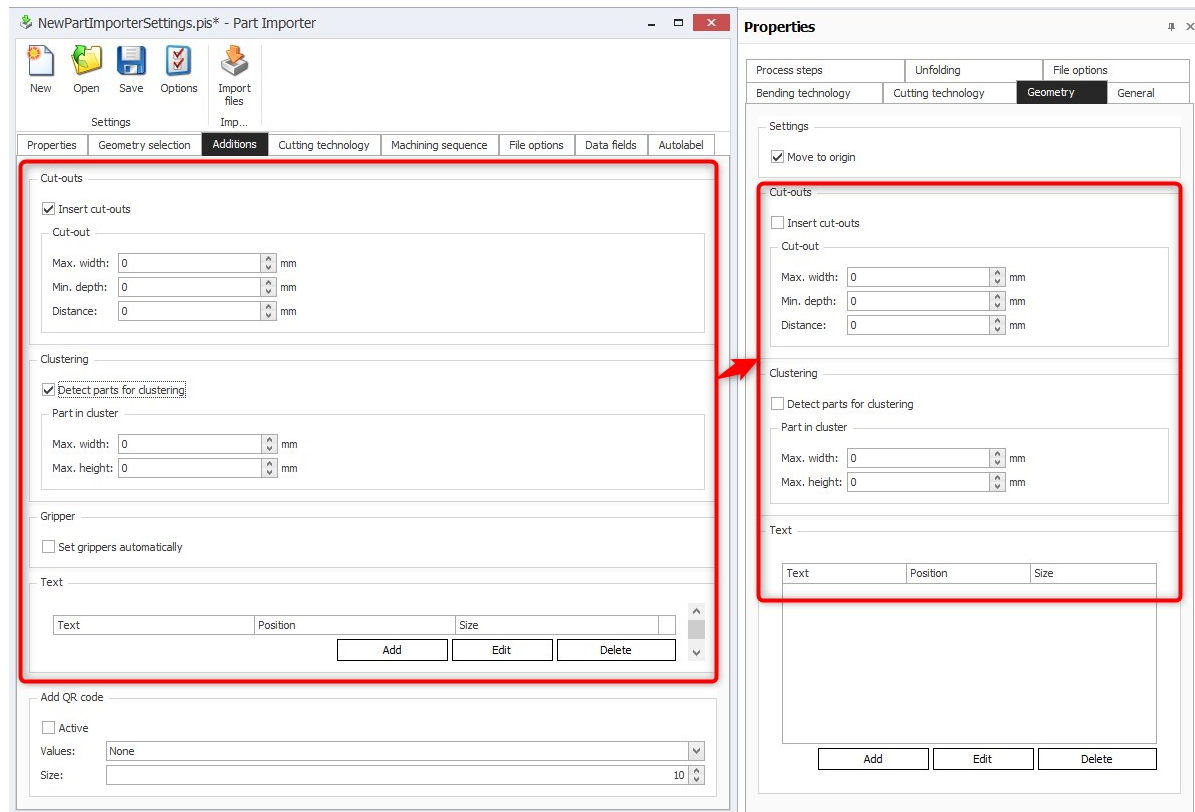 NewPartImporterSettings.pis* - Part Importer
New
Open
Save
Options
Import
files
Settings
Imp...
Properties
Geometry selection
Additions
Cutting technology
Machining sequence
File options
Data fields
Autolabel
Cut-outs
Insert cut-outs
Cut-out
Max. width: 0 mm
Min. depth: 0 mm
Distance: 0 mm
Clustering
Detect parts for clustering
Part in cluster
Max. width: 0 mm
Max. height: 0 mm
Gripper
Set grippers automatically
Text
Text Position Size
Add Edit Delete
Add QR code
Active
Values: None
Size: 10
Properties
Process steps
Unfolding
File options
Bending technology
Cutting technology
Geometry
General
Settings
Move to origin
Cut-outs
Insert cut-outs
Cut-out
Max. width: 0 mm
Min. depth: 0 mm
Distance: 0 mm
Clustering
Detect parts for clustering
Part in cluster
Max. width: 0 mm
Max. height: 0 mm
Text
Text Position Size
Add Edit Delete